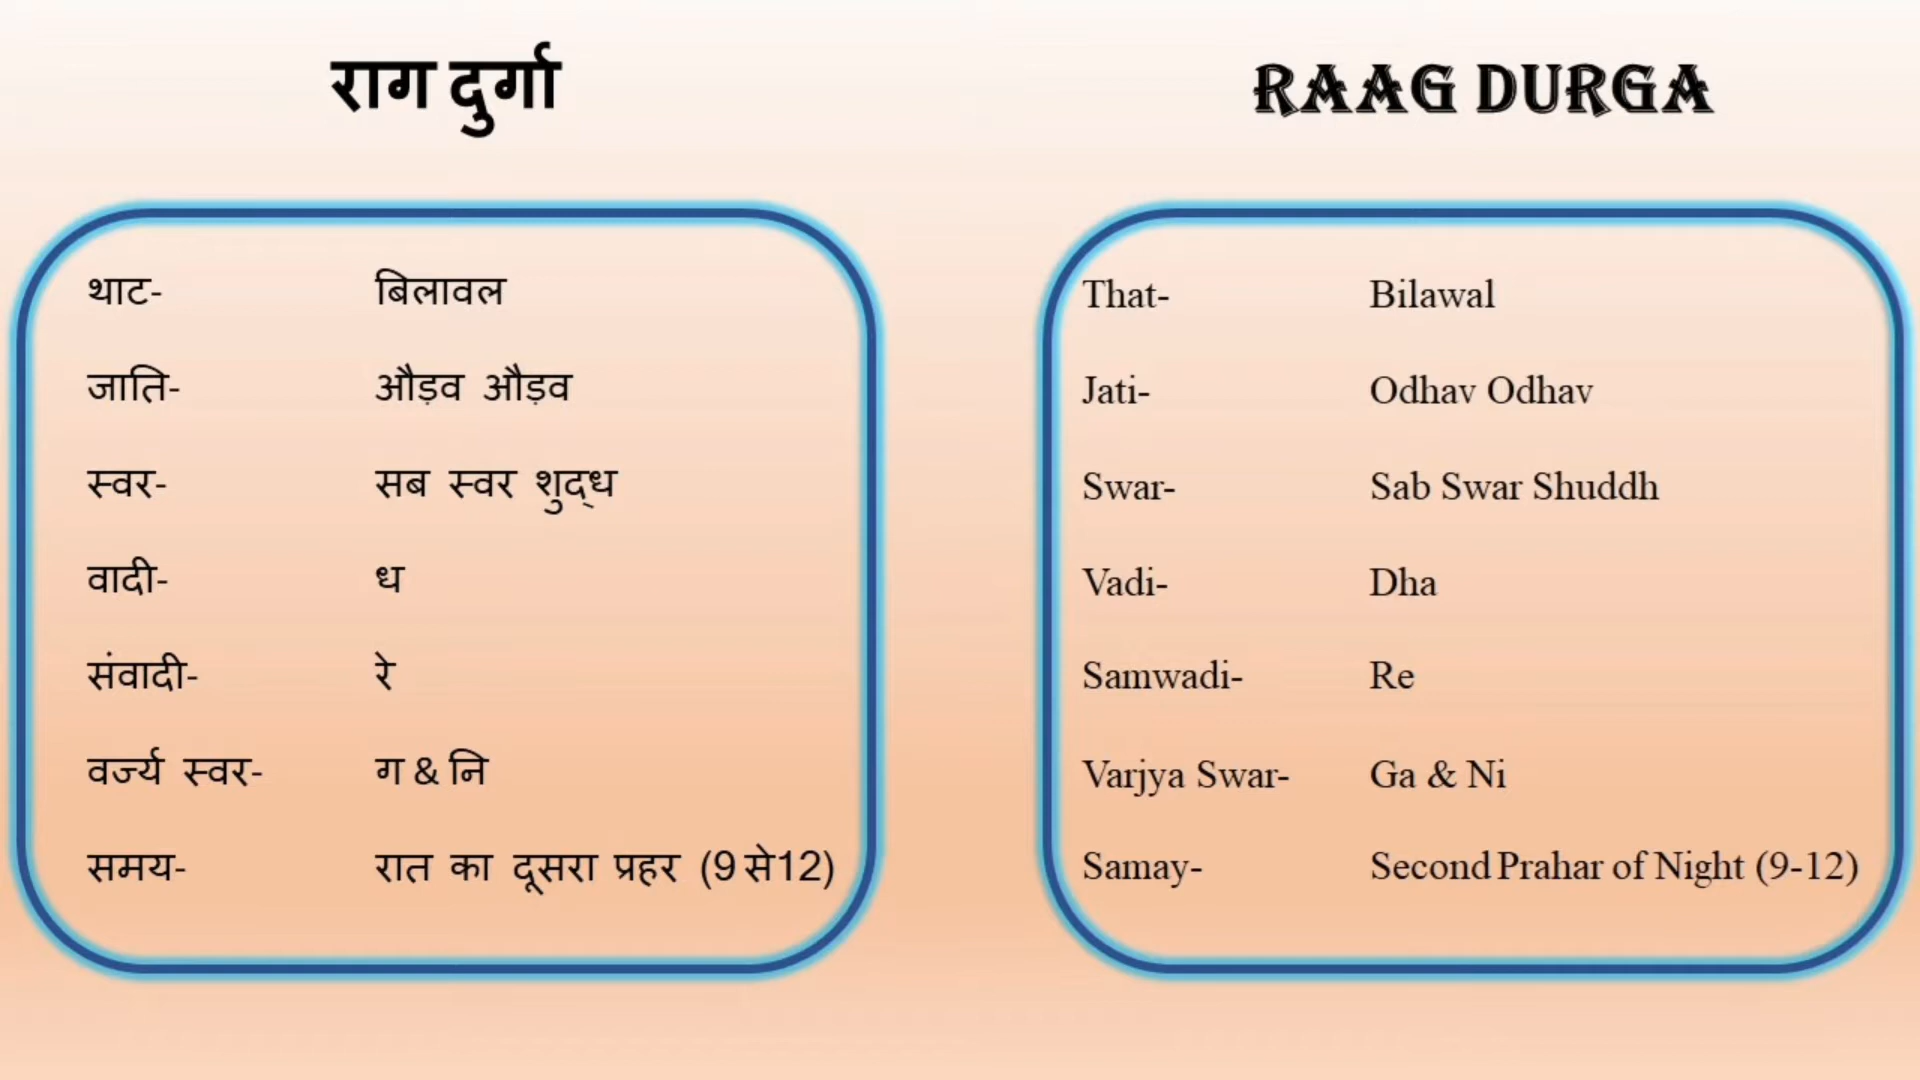 राग दुर्गा
थाट- बिलावल
जाति- औड़व औड़व
स्वर- सब स्वर शुद्ध
वादी- ध
संवादी- रे
वर्ज्य स्वर- ग & नि
समय- रात का दूसरा प्रहर (9 से12)
RAAG DURGA
That- Bilawal
Jati- Odhav Odhav
Swar- Sab Swar Shuddh
Vadi- Dha
Samwadi- Re
Varjya Swar- Ga & Ni
Samay- Second Prahar of Night (9-12)